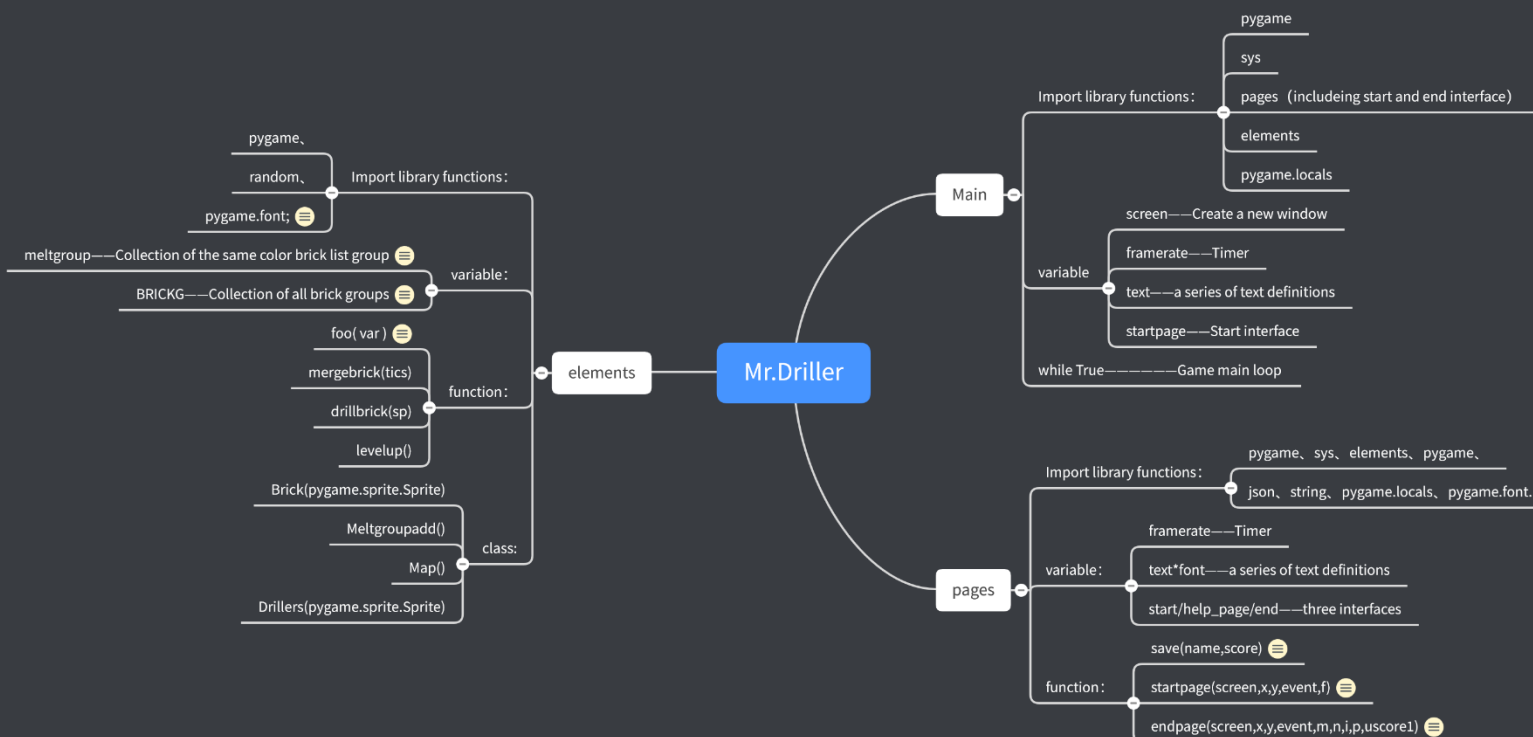 Mr.Driller
Main
Import library functions：
pygame
sys
pages（includeing start and end interface）
elements
pygame.locals
variable
screen——Create a new window
framerate——Timer
text——a series of text definitions
startpage——Start interface
while True——————Game main loop
pages
Import library functions：
pygame、sys、elements、pygame、
json、string、pygame.locals、pygame.font.
variable：
framerate——Timer
text*font——a series of text definitions
start/help_page/end——three interfaces
function：
save(name,score)
startpage(screen,x,y,event,f)
endpage(screen,x,y,event,m,n,i,p,uscore1)
elements
Import library functions：
pygame、
random、
pygame.font;
variable：
meltgroup——Collection of the same color brick list group
BRICKG——Collection of all brick groups
function：
foo( var )
mergebrick(tics)
drillbrick(sp)
levelup()
class:
Brick(pygame.sprite.Sprite)
Meltgroupadd()
Map()
Drillers(pygame.sprite.Sprite)